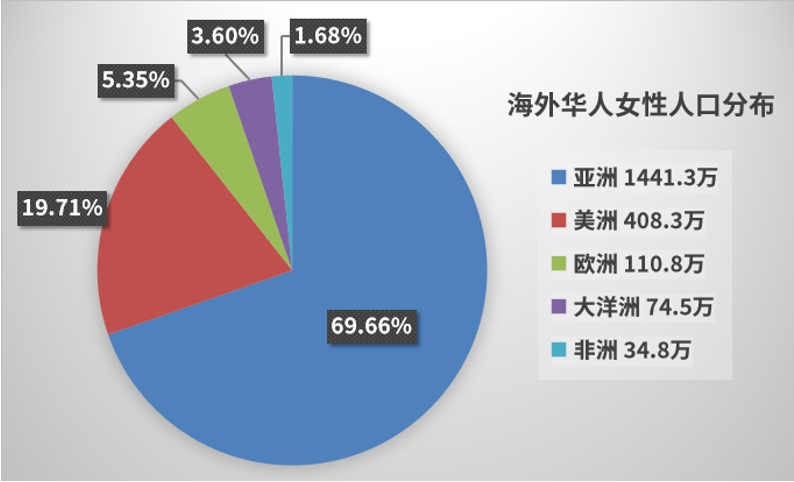 3.60%
1.68%
5.35%
19.71%
69.66%
海外华人女性人口分布
亚洲 1441.3万
美洲 408.3万
欧洲 110.8万
大洋洲 74.5万
非洲 34.8万